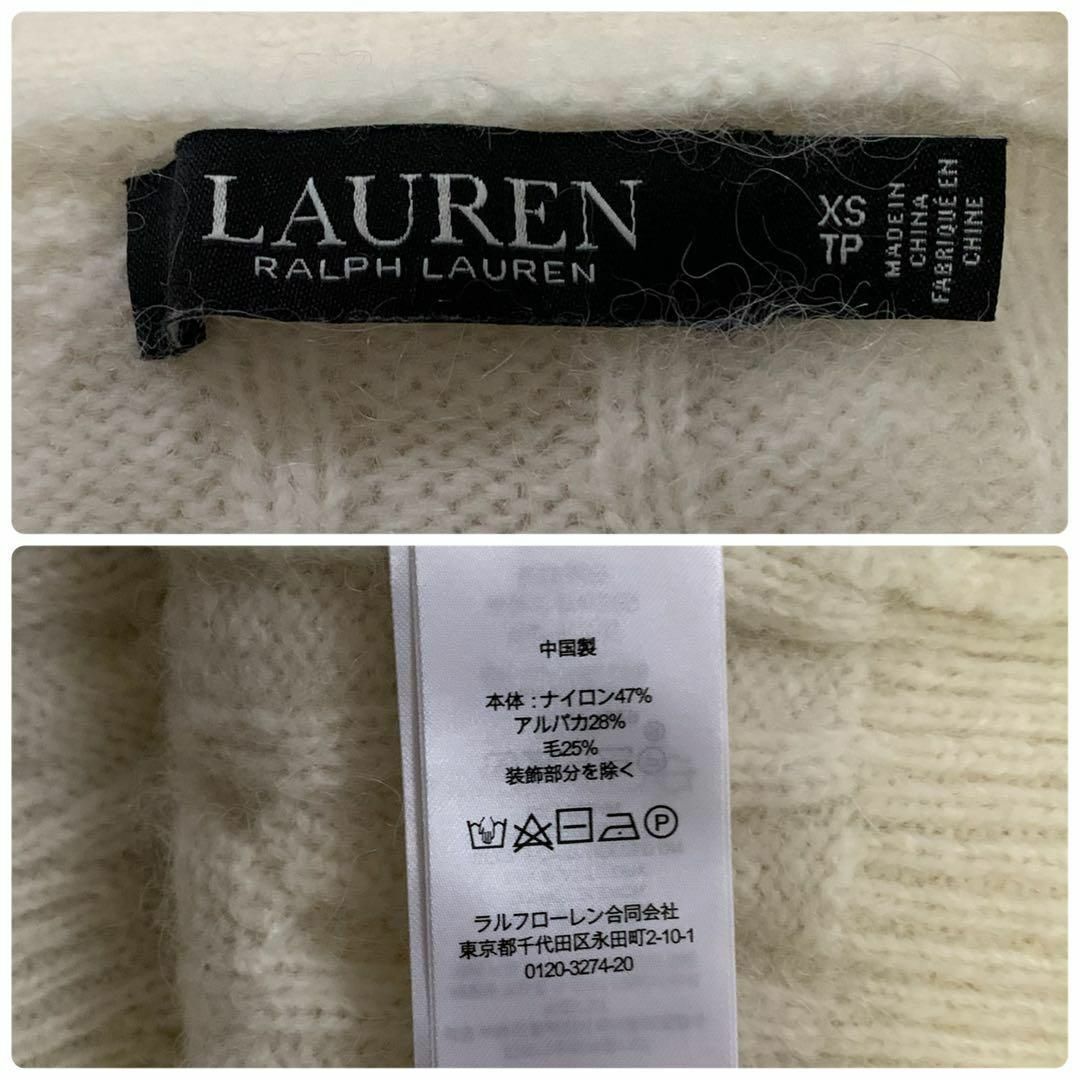 LAUREN
RALPH LAUREN
XS
TP
MADE IN
CHINA
FABRIQUÉ EN
CHINE
中国製
本体：ナイロン47%
アルパカ28%
毛25%
装飾部分を除く
P
ラルフローレン合同会社
東京都千代田区永田町2-10-1
0120-3274-20